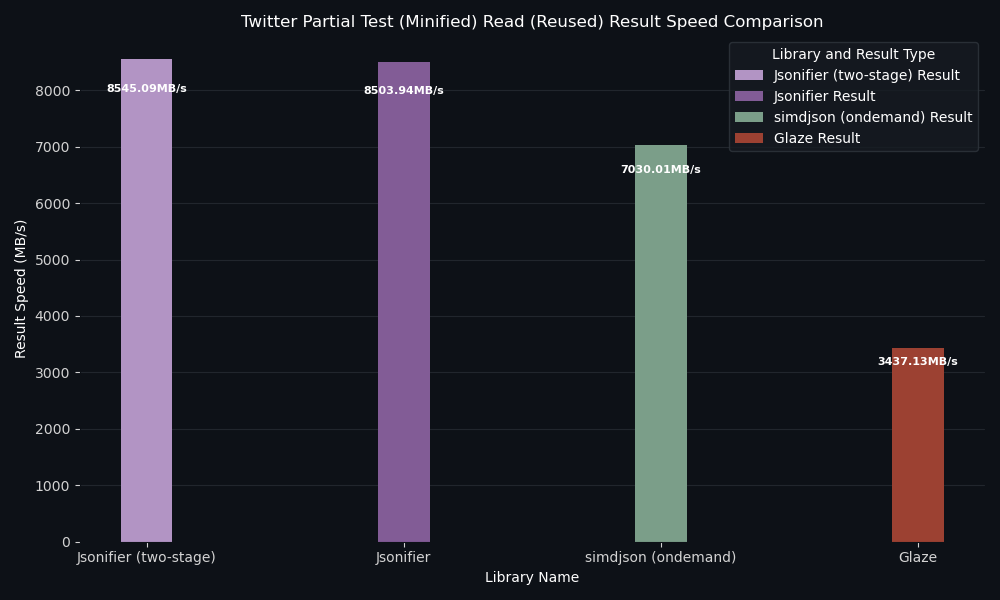 Twitter Partial Test (Minified) Read (Reused) Result Speed Comparison
Library and Result Type
Jsonifier (two-stage) Result
Jsonifier Result
simdjson (ondemand) Result
Glaze Result
8545.09MB/s
8503.94MB/s
7030.01MB/s
3437.13MB/s
Result Speed (MB/s)
8000
7000
6000
5000
4000
3000
2000
1000
0
Jsonifier (two-stage)
Jsonifier
simdjson (ondemand)
Glaze
Library Name